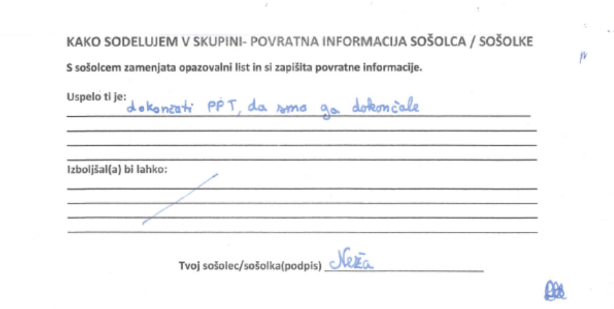 KAKO SODELUJEM V SKUPINI- POVRATNA INFORMACIJA SOŠOLCA / SOŠOLKE
S sošolcem zamenjata opazovalni list in si zapišita povratne informacije.
Uspelo ti je: dokončati PPT, da smo ga dokončale
Izboljšal(a) bi lahko:
Tvoj sošolec/sošolka(podpis) Neža